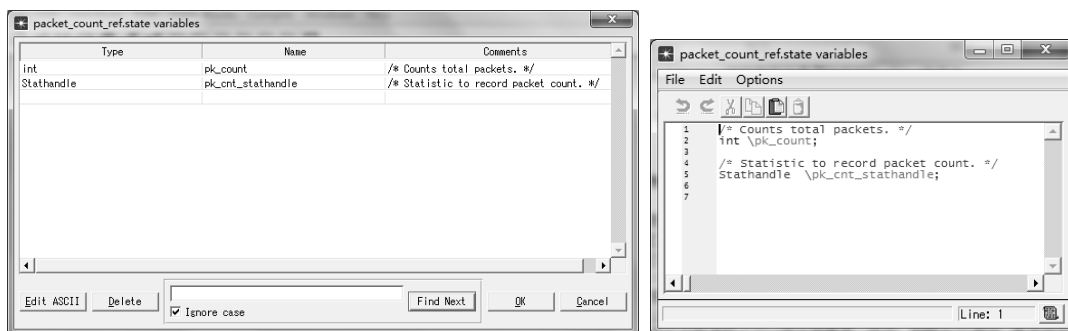 packet_count_ref.state variables
Type Name Comments
int pk_count /* Counts total packets. */
Stathandle pk_cnt_stathandle /* Statistic to record packet count. */
Edit ASCII Delete Find Next OK Cancel
Ignore case
packet_count_ref.state variables
File Edit Options
1 /* Counts total packets. */
2 int \pk_count;
3
4 /* Statistic to record packet count. */
5 Stathandle \pk_cnt_stathandle;
6
7
Line: 1